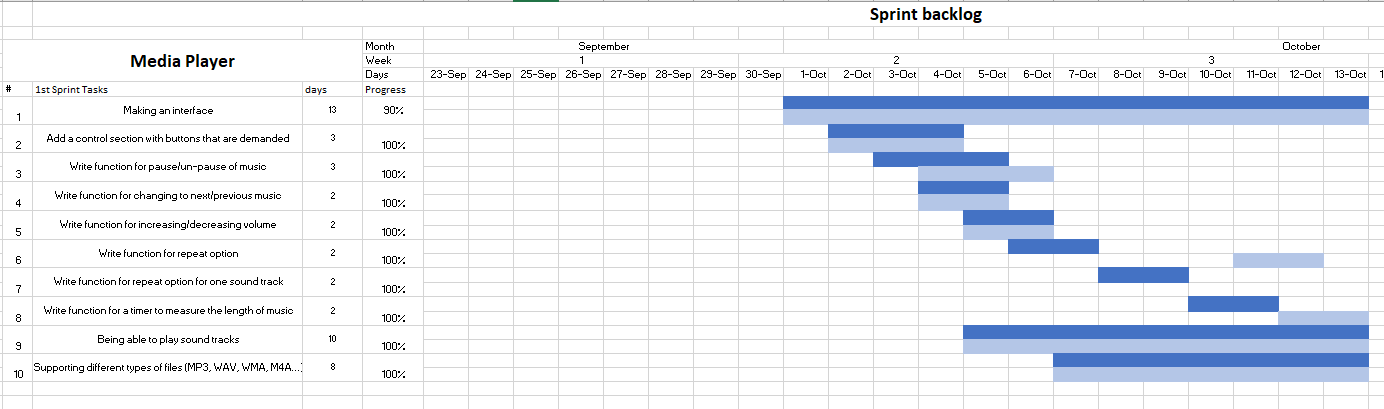 Sprint backlog
Media Player
Month September October
Week 1 2 3
Days 23-Sep 24-Sep 25-Sep 26-Sep 27-Sep 28-Sep 29-Sep 30-Sep 1-Oct 2-Oct 3-Oct 4-Oct 5-Oct 6-Oct 7-Oct 8-Oct 9-Oct 10-Oct 11-Oct 12-Oct 13-Oct
# 1st Sprint Tasks days Progress
1 Making an interface 13 90%
2 Add a control section with buttons that are demanded 3 100%
3 Write function for pause/un-pause of music 3 100%
4 Write function for changing to next/previous music 2 100%
5 Write function for increasing/decreasing volume 2 100%
6 Write function for repeat option 2 100%
7 Write function for repeat option for one sound track 2 100%
8 Write function for a timer to measure the length of music 2 100%
9 Being able to play sound tracks 10 100%
10 Supporting different types of files (MP3, WAV, WMA, M4A...) 8 100%